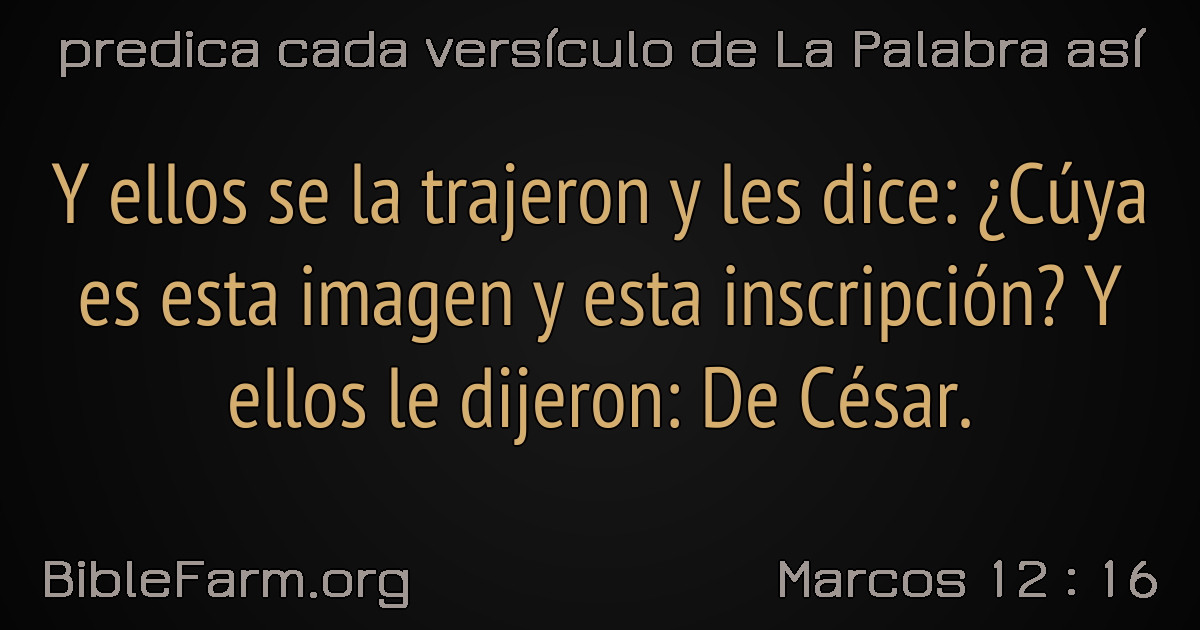 predica cada versículo de La Palabra así
Y ellos se la trajeron y les dice: ¿Cúya
es esta imagen y esta inscripción? Y
ellos le dijeron: De César.
BibleFarm.org
Marcos 12 : 16